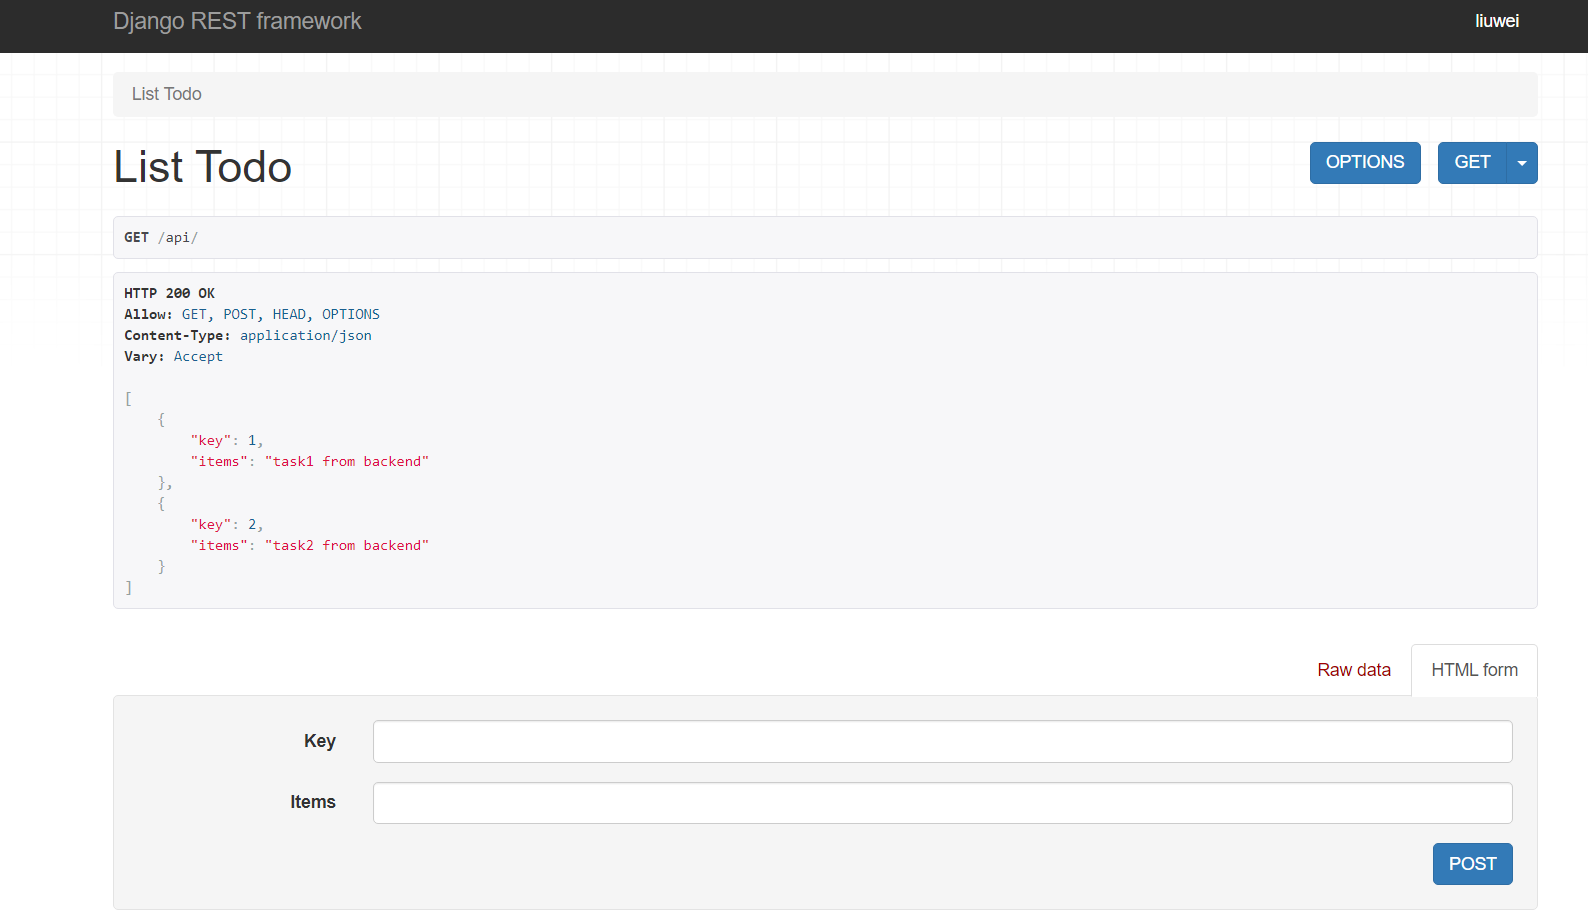 Django REST framework
liuwei
List Todo
List Todo
OPTIONS
GET
GET /api/
HTTP 200 OK
Allow: GET, POST, HEAD, OPTIONS
Content-Type: application/json
Vary: Accept
[
    {
        "key": 1,
        "items": "task1 from backend"
    },
    {
        "key": 2,
        "items": "task2 from backend"
    }
]
Raw data
HTML form
Key
Items
POST